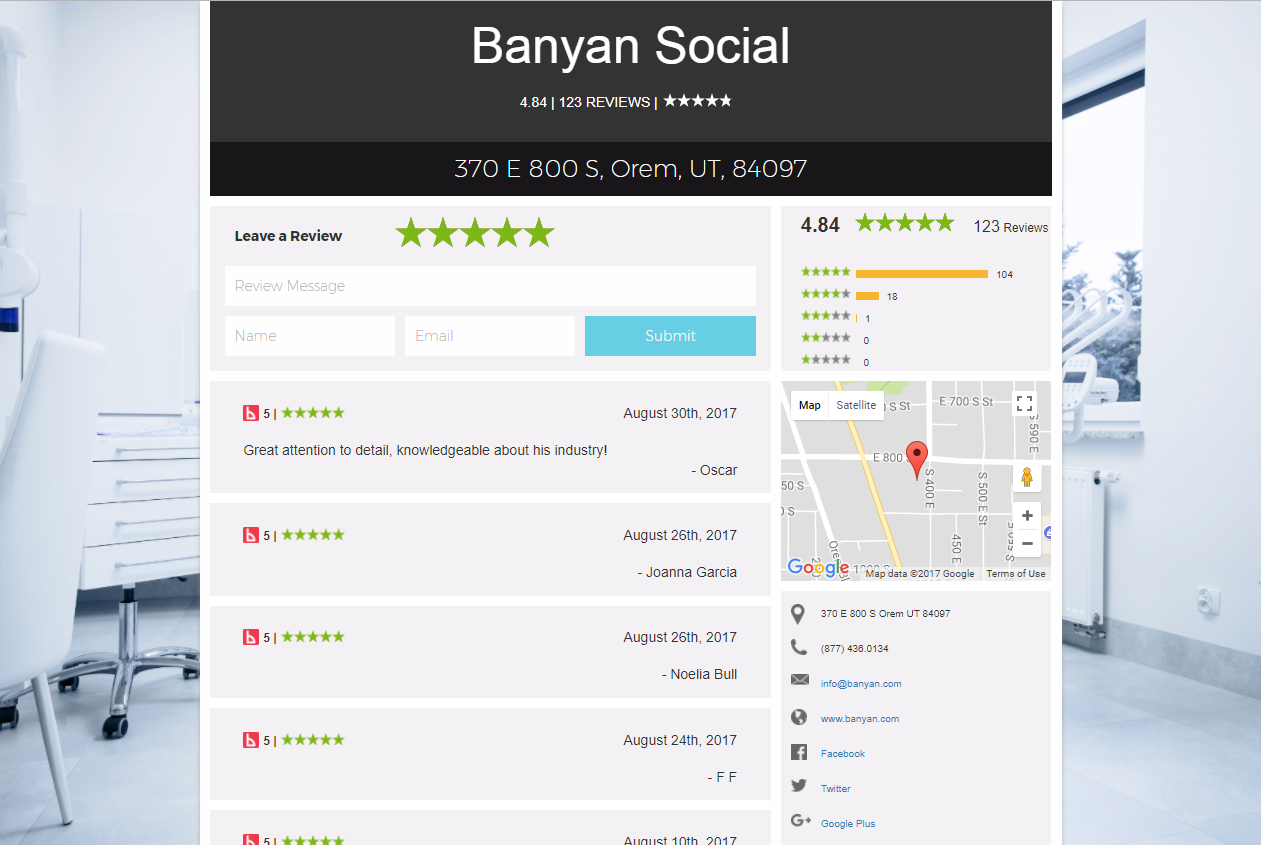 Banyan Social
4.84 | 123 REVIEWS |
370 E 800 S, Orem, UT, 84097
Leave a Review
Review Message
Name
Email
Submit
4.84
123 Reviews
104
18
1
0
0
5 |
August 30th, 2017
Great attention to detail, knowledgeable about his industry!
- Oscar
5 |
August 26th, 2017
- Joanna Garcia
5 |
August 26th, 2017
- Noelia Bull
5 |
August 24th, 2017
- F F
5 |
August 10th, 2017
Map
Satellite
S St
E 700 S St
S 590 E
E 800 S
S 400 E
S 500 E St
50 S
0 S
450 E
1000 S
Google
Map data ©2017 Google
Terms of Use
370 E 800 S Orem UT 84097
(877) 436.0134
info@banyan.com
www.banyan.com
Facebook
Twitter
Google Plus